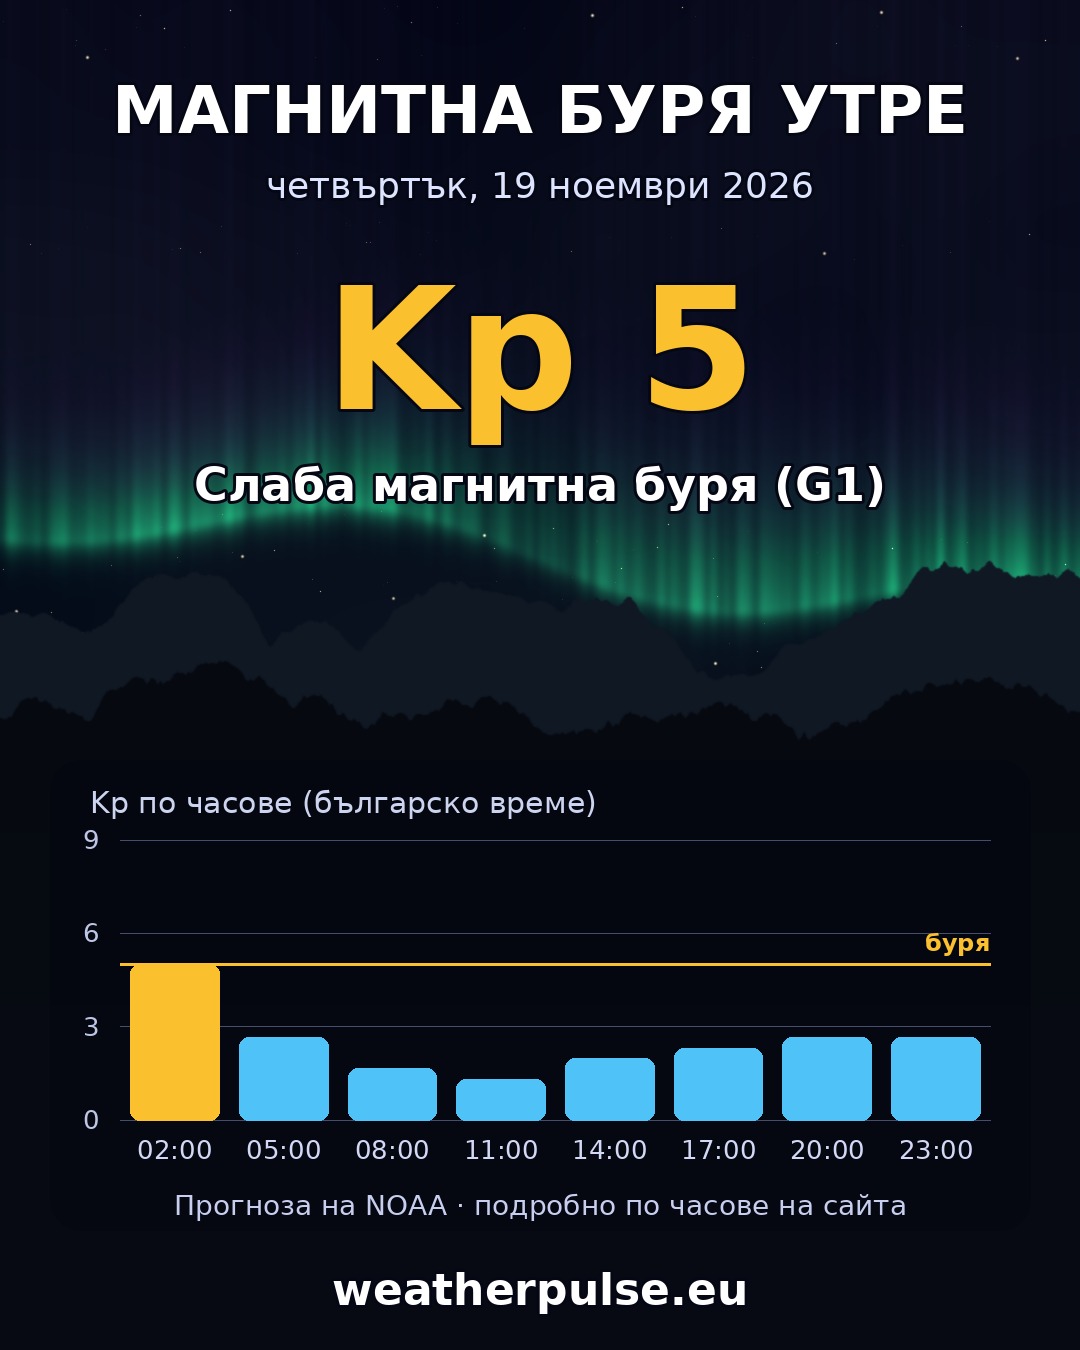 МАГНИТНА БУРЯ УТРЕ
четвъртък, 19 ноември 2026
Kp 5
Слаба магнитна буря (G1)
Kp по часове (българско време)
9
6
буря
3
0
02:00 05:00 08:00 11:00 14:00 17:00 20:00 23:00
Прогноза на NOAA · подробно по часове на сайта
weatherpulse.eu